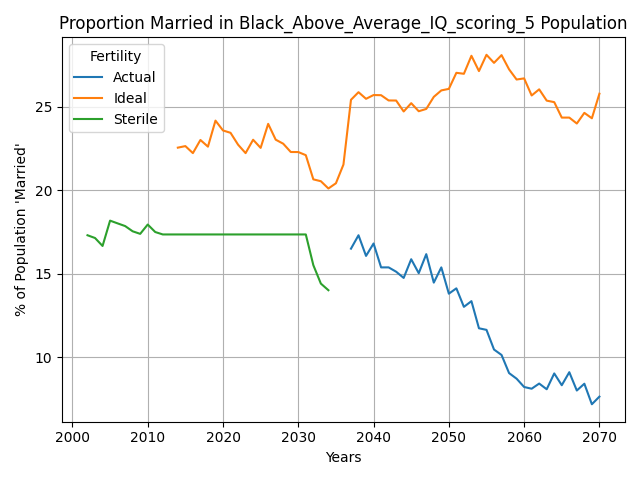 Proportion Married in Black_Above_Average_IQ_scoring_5 Population
Fertility
Actual
Ideal
Sterile
% of Population 'Married'
25
20
15
10
2000 2010 2020 2030 2040 2050 2060 2070
Years